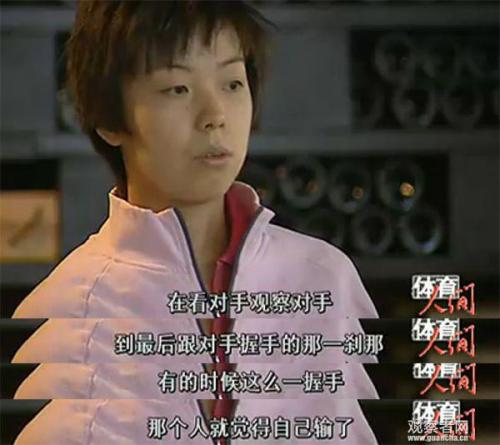 在看对手观察对手
体育
人间
到最后跟对手握手的那一刹那
体育
人间
有的时候这么一握手
人间
那个人就觉得自己输了
体育
人间
观察者网
www.guancha.cn